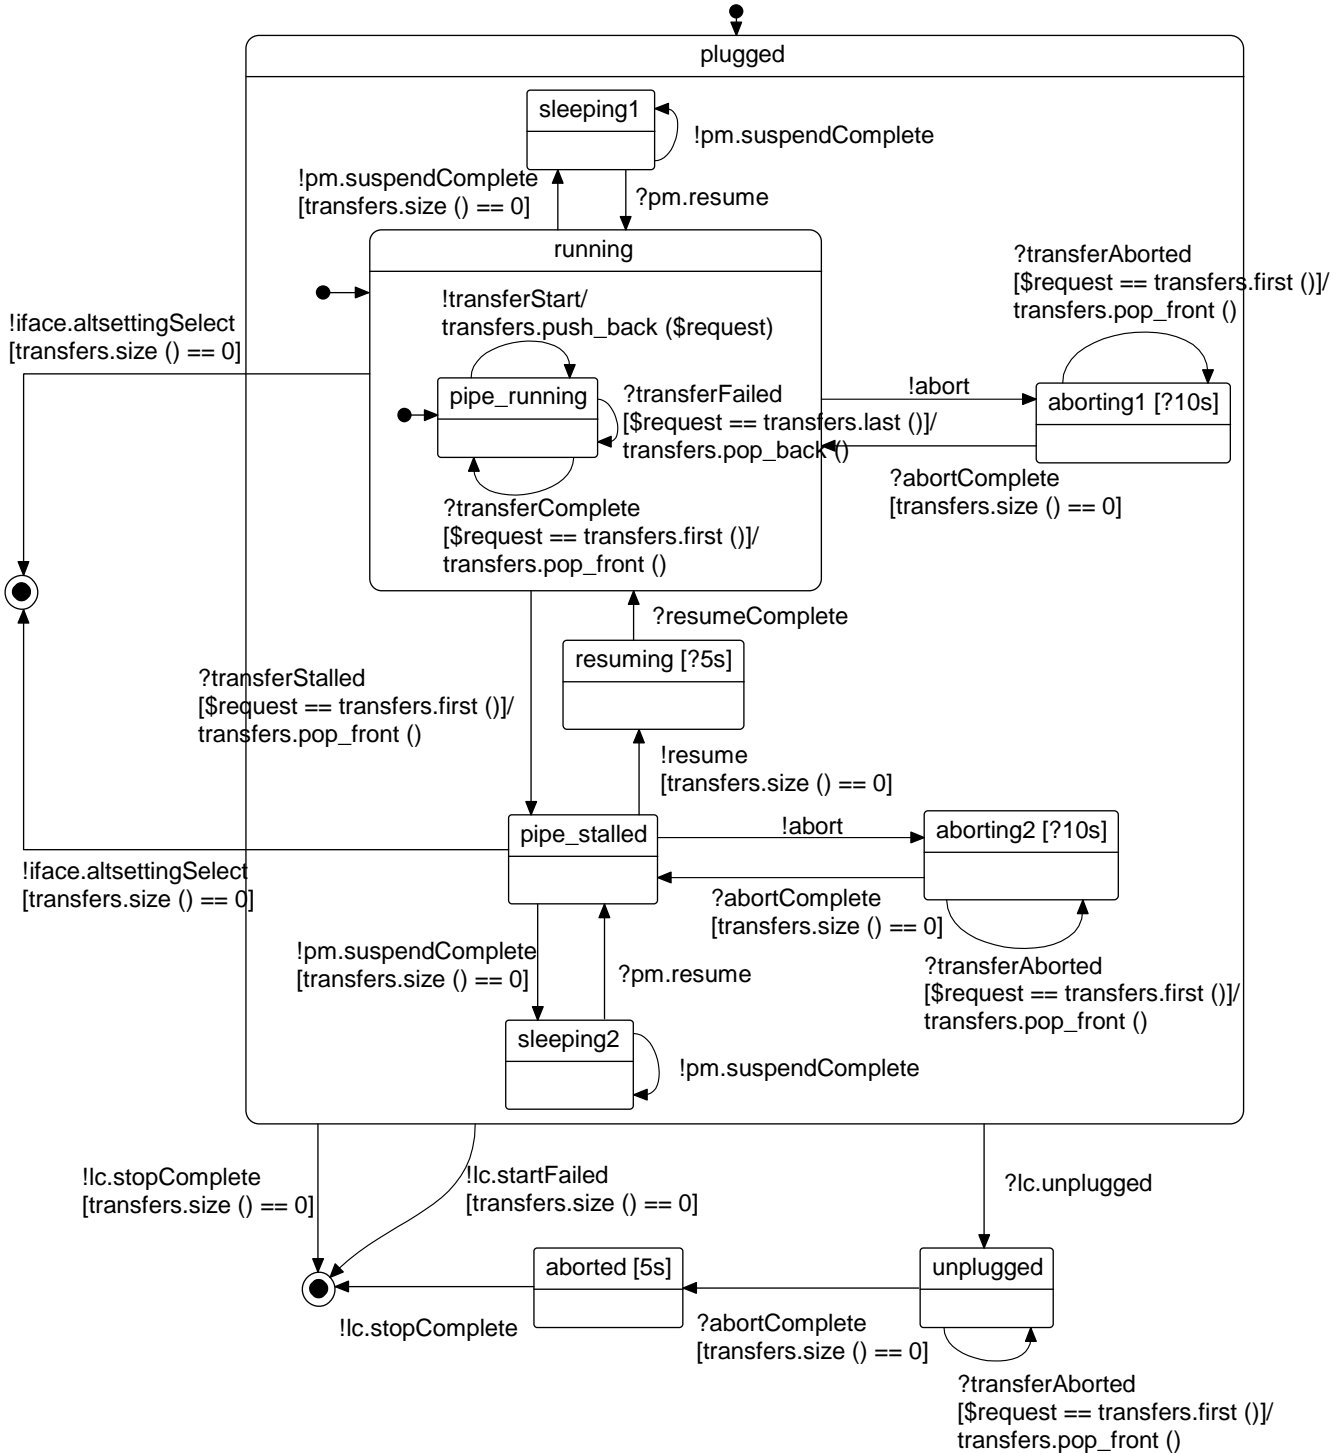 plugged
sleeping1
!pm.suspendComplete
!pm.suspendComplete
[transfers.size () == 0]
?pm.resume
running
?transferAborted
[$request == transfers.first ()]/
transfers.pop_front ()
!transferStart/
transfers.push_back ($request)
!iface.altsettingSelect
[transfers.size () == 0]
pipe_running
?transferFailed
[$request == transfers.last ()]/
transfers.pop_back ()
!abort
aborting1 [?10s]
?abortComplete
[transfers.size () == 0]
?transferComplete
[$request == transfers.first ()]/
transfers.pop_front ()
?resumeComplete
resuming [?5s]
?transferStalled
[$request == transfers.first ()]/
transfers.pop_front ()
!resume
[transfers.size () == 0]
pipe_stalled
!abort
aborting2 [?10s]
!iface.altsettingSelect
[transfers.size () == 0]
?abortComplete
[transfers.size () == 0]
!pm.suspendComplete
[transfers.size () == 0]
?pm.resume
?transferAborted
[$request == transfers.first ()]/
transfers.pop_front ()
sleeping2
!pm.suspendComplete
!lc.stopComplete
[transfers.size () == 0]
!lc.startFailed
[transfers.size () == 0]
?lc.unplugged
aborted [5s]
unplugged
!lc.stopComplete
?abortComplete
[transfers.size () == 0]
?transferAborted
[$request == transfers.first ()]/
transfers.pop_front ()